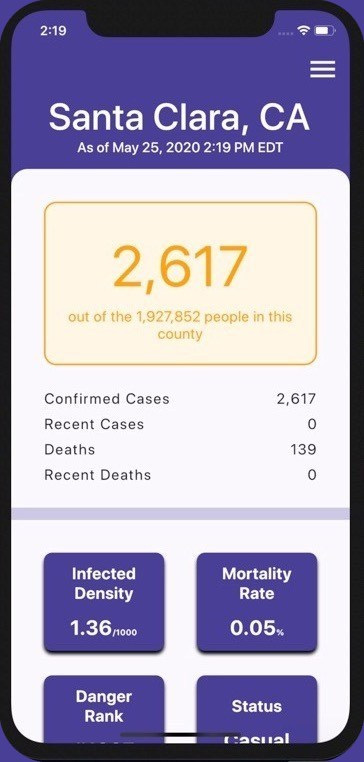 2:19
Santa Clara, CA
As of May 25, 2020 2:19 PM EDT
2,617
out of the 1,927,852 people in this
county
Confirmed Cases 2,617
Recent Cases 0
Deaths 139
Recent Deaths 0
Infected Mortality
Density Rate
1.36/1000 0.05%
Danger Status
Rank
Casual